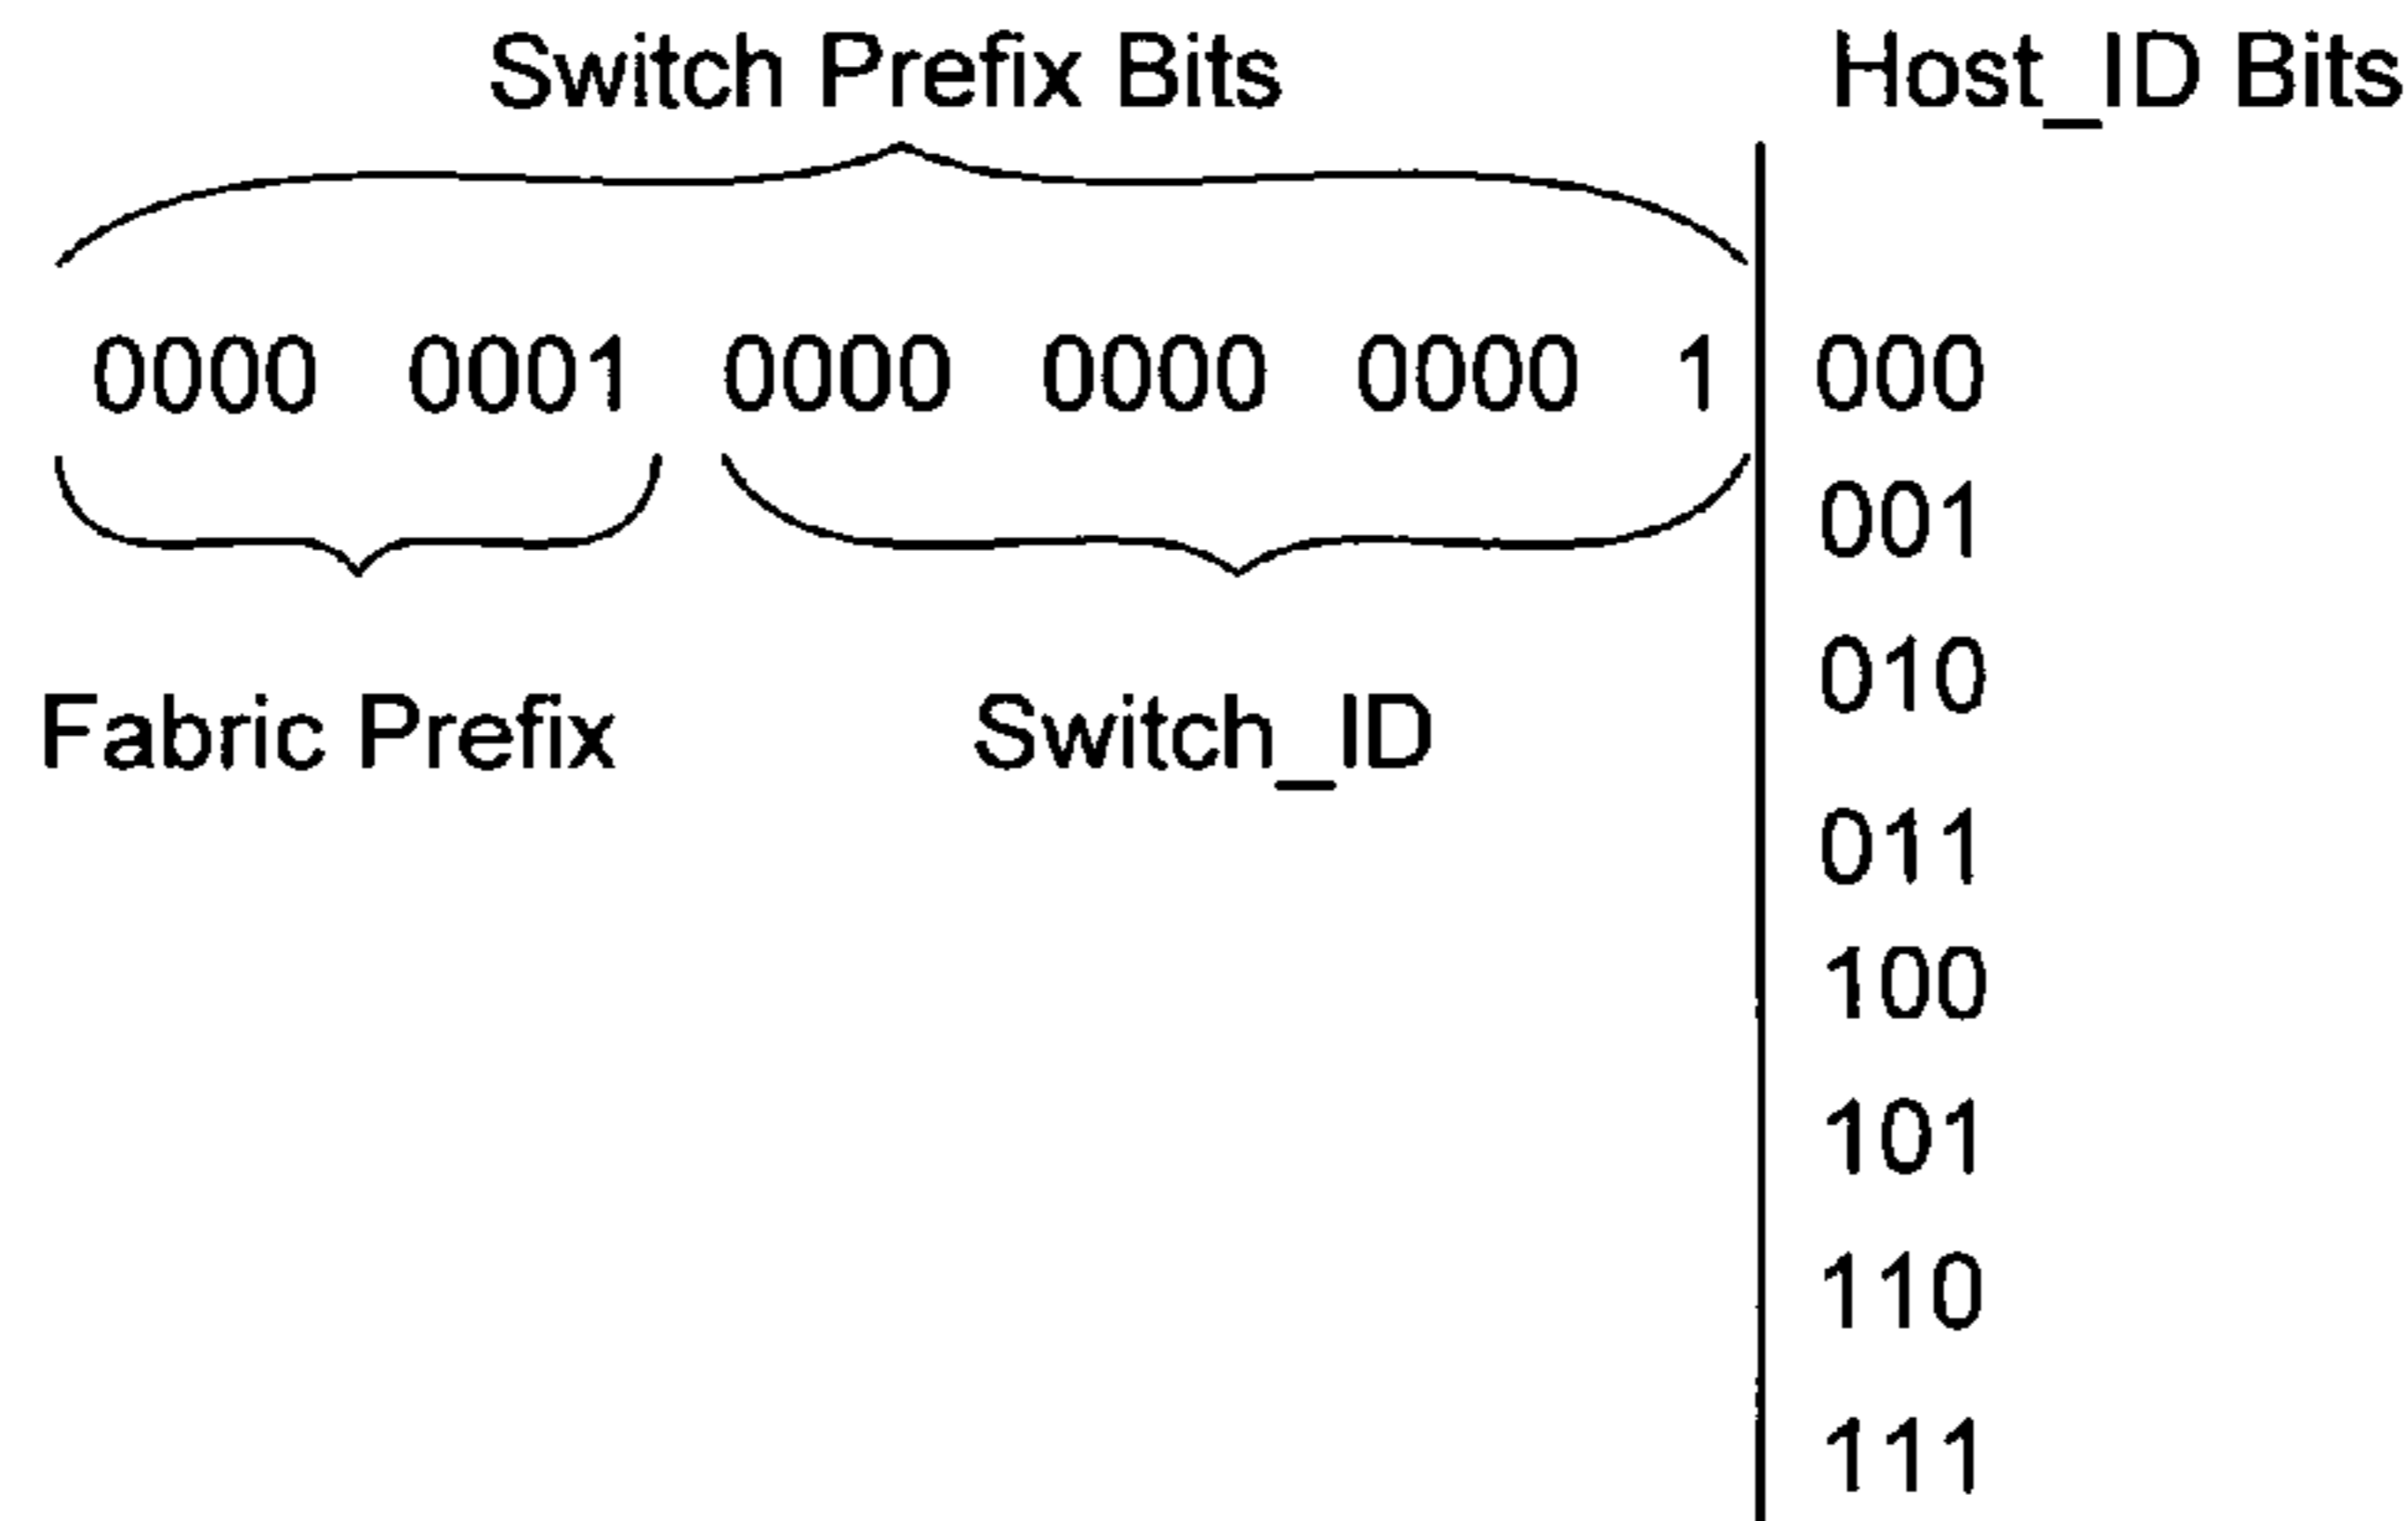 Switch Prefix Bits Host_ID Bits
0000 0001 0000 0000 0000 1 000
001
010
Fabric Prefix Switch_ID
011
100
101
110
111